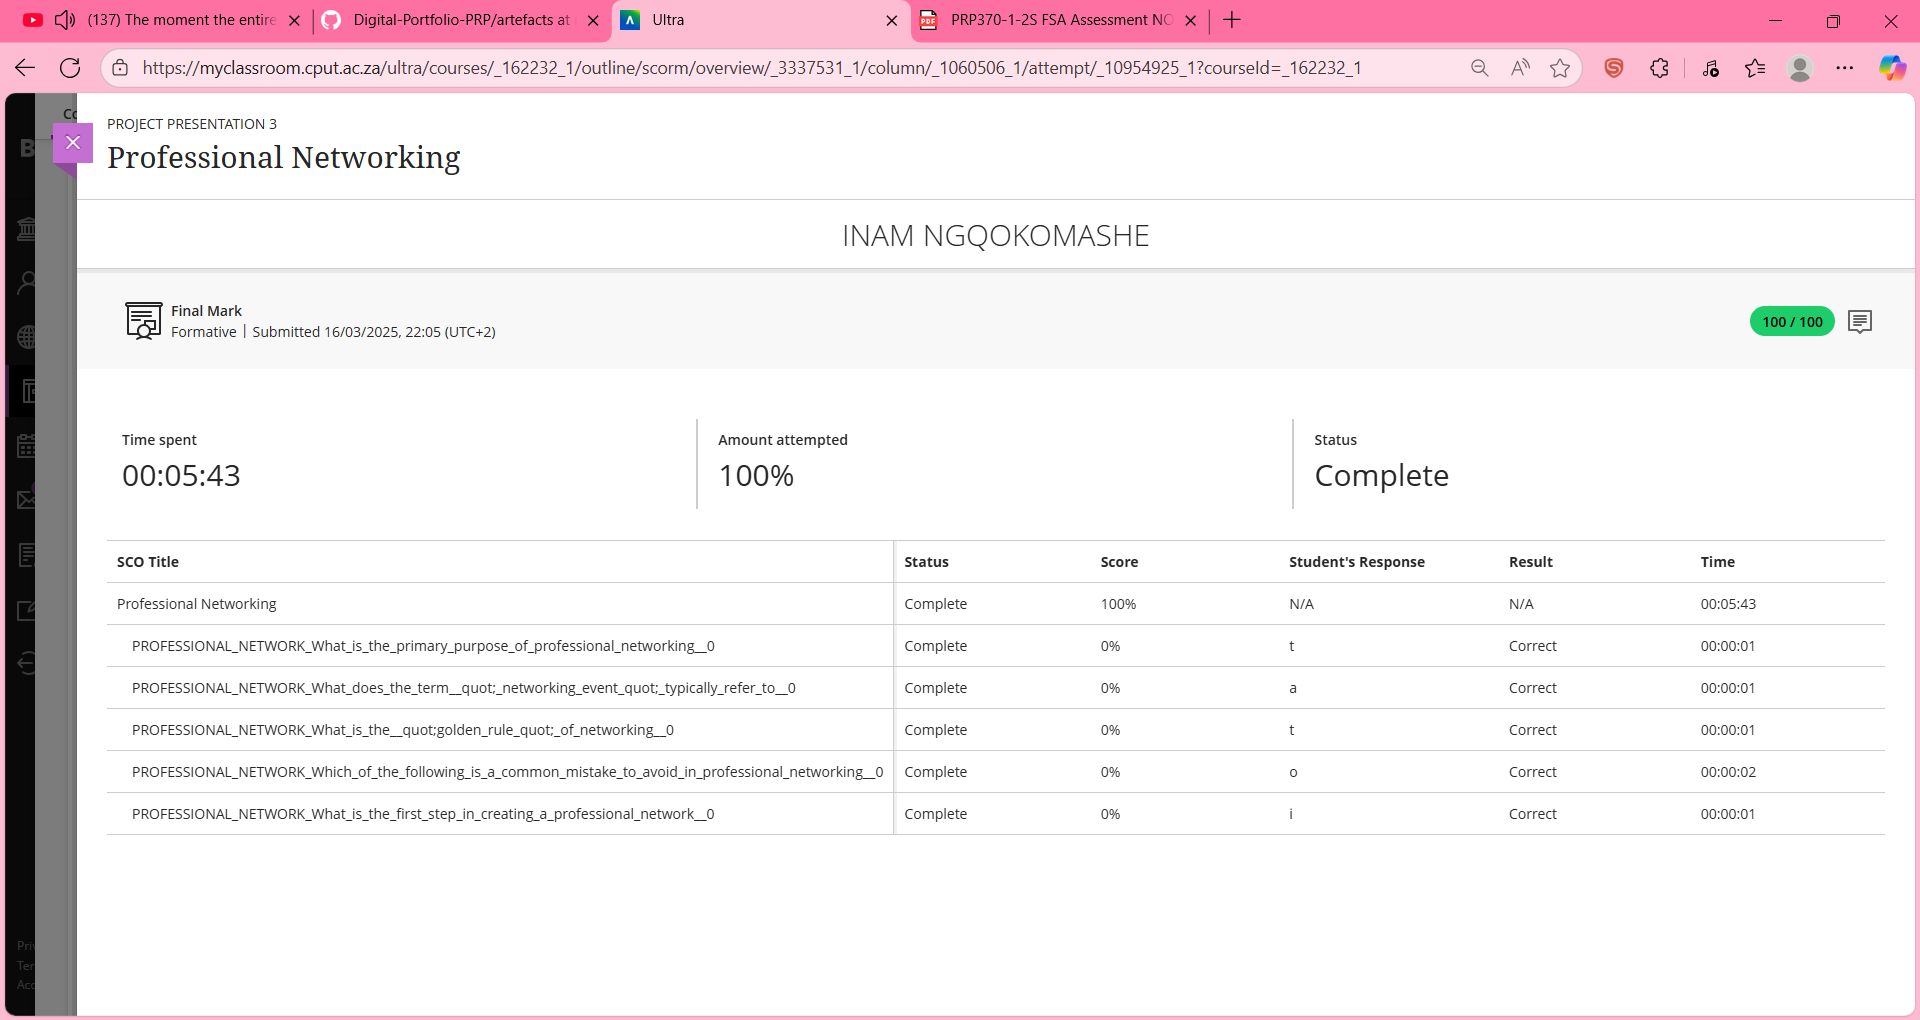 (137) The moment the entire
Digital-Portfolio-PRP/artefacts at
Ultra
PRP370-1-2S FSA Assessment NO
https://myclassroom.cput.ac.za/ultra/courses/_162232_1/outline/scorm/overview/_3337531_1/column/_1060506_1/attempt/_10954925_1?courseId=_162232_1
PROJECT PRESENTATION 3
Professional Networking
INAM NGQOKOMASHE
Final Mark
Formative | Submitted 16/03/2025, 22:05 (UTC+2)
100 / 100
Time spent
00:05:43
Amount attempted
100%
Status
Complete
SCO Title Status Score Student's Response Result Time
Professional Networking Complete 100% N/A N/A 00:05:43
PROFESSIONAL_NETWORK_What_is_the_primary_purpose_of_professional_networking__0 Complete 0% t Correct 00:00:01
PROFESSIONAL_NETWORK_What_does_the_term__quot;_networking_event_quot;_typically_refer_to__0 Complete 0% a Correct 00:00:01
PROFESSIONAL_NETWORK_What_is_the__quot;golden_rule_quot;_of_networking__0 Complete 0% t Correct 00:00:01
PROFESSIONAL_NETWORK_Which_of_the_following_is_a_common_mistake_to_avoid_in_professional_networking__0 Complete 0% o Correct 00:00:02
PROFESSIONAL_NETWORK_What_is_the_first_step_in_creating_a_professional_network__0 Complete 0% i Correct 00:00:01